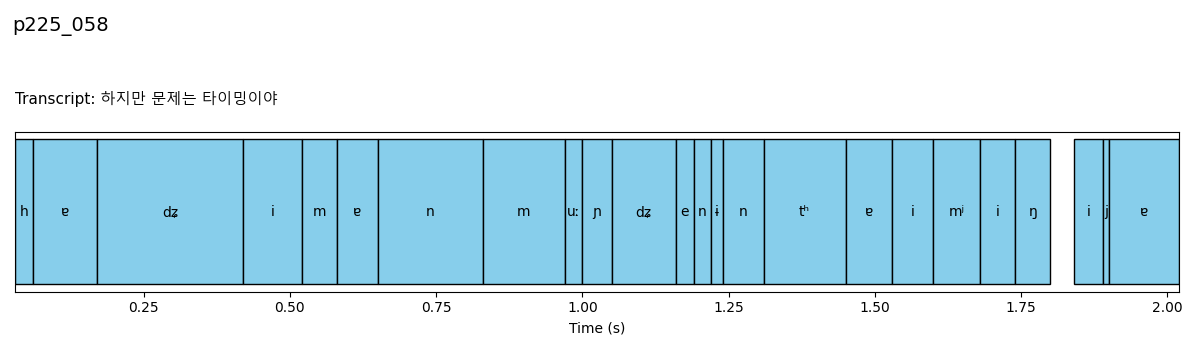 p225_058
Transcript: 하지만 문제는 타이밍이야
h ɐ dʑ i m ɐ n m uː ɲ dʑ e n ɨ n tʰ ɐ i mʲ i ŋ i j ɐ
0.25 0.50 0.75 1.00 1.25 1.50 1.75 2.00
Time (s)